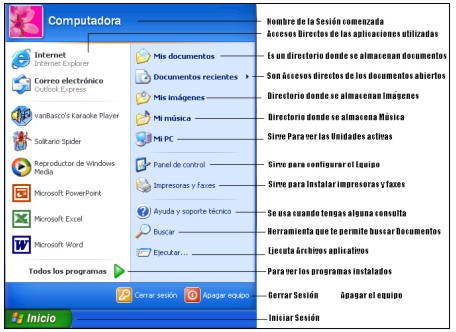 Computadora
Nombre de la Sesión comenzada
Accesos Directos de las aplicaciones utilizadas
Internet
Internet Explorer
Correo electrónico
Outlook Express
vanBasco's Karaoke Player
Solitario Spider
Reproductor de Windows
Media
Microsoft PowerPoint
Microsoft Excel
Microsoft Word
Todos los programas
Mis documentos
Es un directorio donde se almacenan documentos
Documentos recientes
Son Accesos directos de los documentos abiertos
Mis imágenes
Directorio donde se almacenan Imágenes
Mi música
Directorio donde se almacena Música
Mi PC
Sirve Para ver las Unidades activas
Panel de control
Sirve para configurar el Equipo
Impresoras y faxes
Sirve para Instalar impresoras y faxes
Ayuda y soporte técnico
Se usa cuando tengas alguna consulta
Buscar
Herramienta que te permite buscar Documentos
Ejecutar...
Ejecuta Archivos aplicativos
Para ver los programas instalados
Cerrar sesión
Apagar equipo
Cerrar Sesión Apagar el equipo
Inicio
Iniciar Sesión